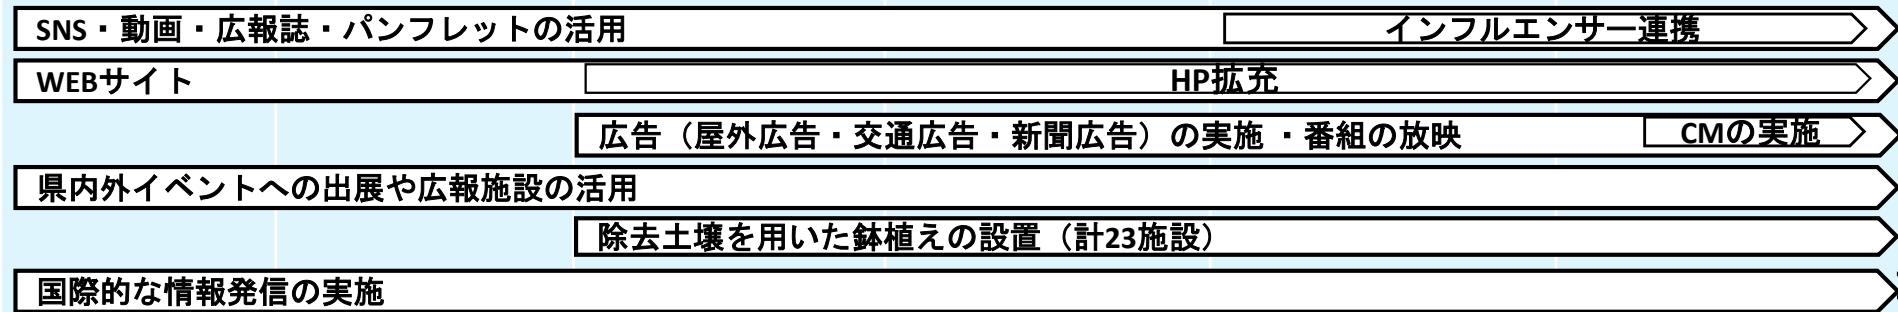 SNS・動画・広報誌・パンフレットの活用
インフルエンサー連携
WEBサイト
HP拡充
広告（屋外広告・交通広告・新聞広告）の実施 ・番組の放映
CMの実施
県内外イベントへの出展や広報施設の活用
除去土壌を用いた鉢植えの設置（計23施設）
国際的な情報発信の実施